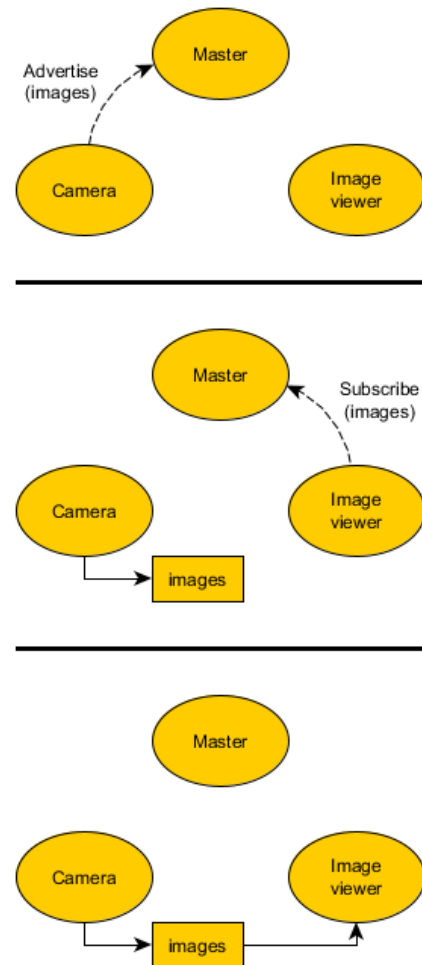 Master
Advertise
(images)
Camera
Image
viewer
Master
Subscribe
(images)
Camera
Image
viewer
images
Master
Camera
Image
viewer
images